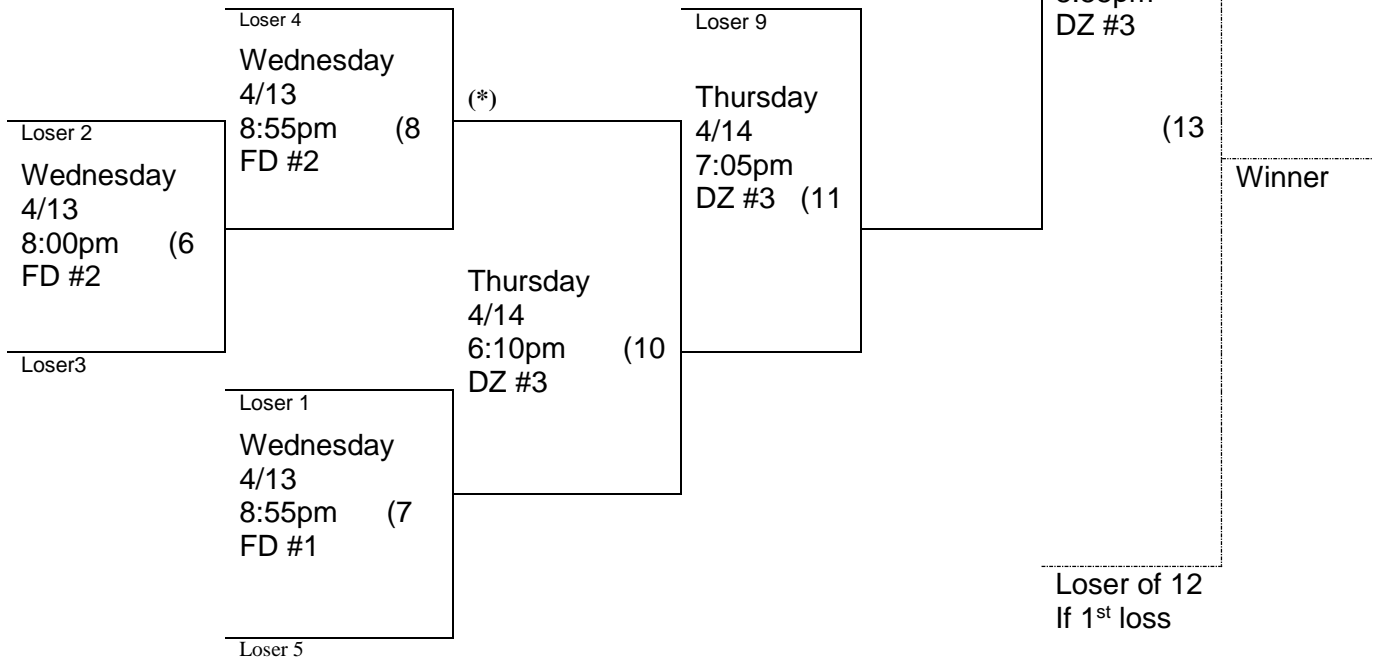 Loser 4
Wednesday
4/13
8:55pm (8
FD #2
(*)
Loser 9
Thursday
4/14
7:05pm
DZ #3 (11
DZ #3
(13
Winner
Loser 2
Wednesday
4/13
8:00pm (6
FD #2
Loser3
Thursday
4/14
6:10pm (10
DZ #3
Loser 1
Wednesday
4/13
8:55pm (7
FD #1
Loser 5
Loser of 12
If 1st loss